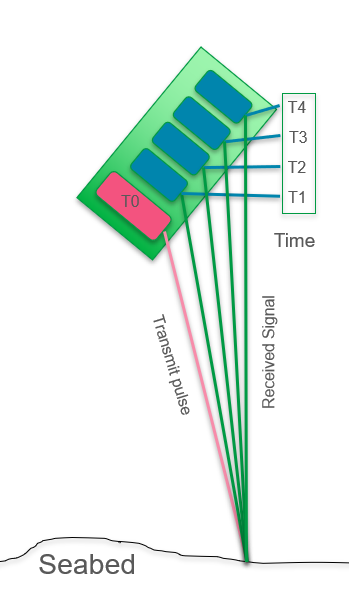 T4
T3
T0
T2
T1
Time
Transmit pulse
Received Signal
Seabed